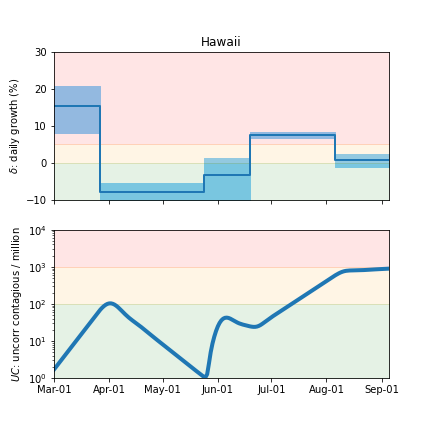 Hawaii
δ: daily growth (%)
30
20
10
0
−10
UC: uncorr contagious / million
10⁴
10³
10²
10¹
10⁰
Mar-01 Apr-01 May-01 Jun-01 Jul-01 Aug-01 Sep-01